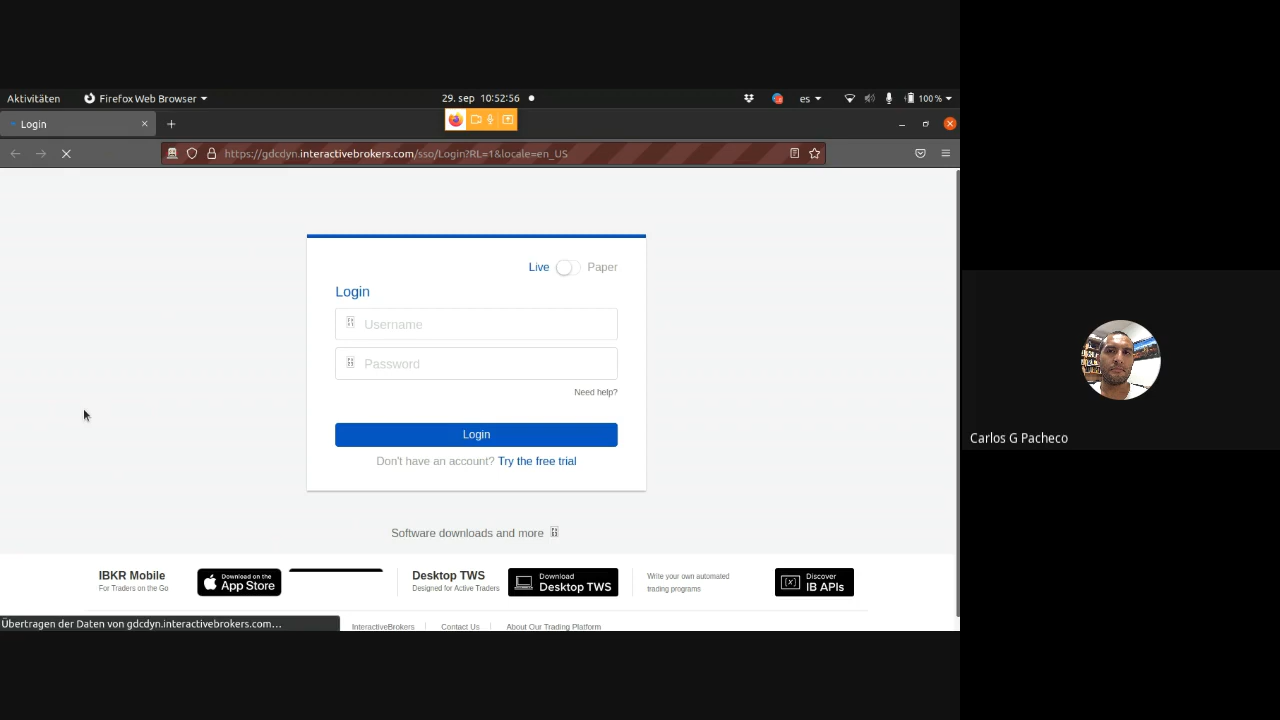 Aktivitäten
Firefox Web Browser
29. sep 10:52:56
es
100 %
Login
https://gdcdyn.interactivebrokers.com/sso/Login?RL=1&locale=en_US
Live
Paper
Login
Username
Password
Need help?
Login
Don't have an account? Try the free trial
Carlos G Pacheco
Software downloads and more
IBKR Mobile
For Traders on the Go
Download on the
App Store
Desktop TWS
Designed for Active Traders
Download
Desktop TWS
Write your own automated
trading programs
[x]
Discover
IB APIs
Übertragen der Daten von gdcdyn.interactivebrokers.com…
InteractiveBrokers
Contact Us
About Our Trading Platform